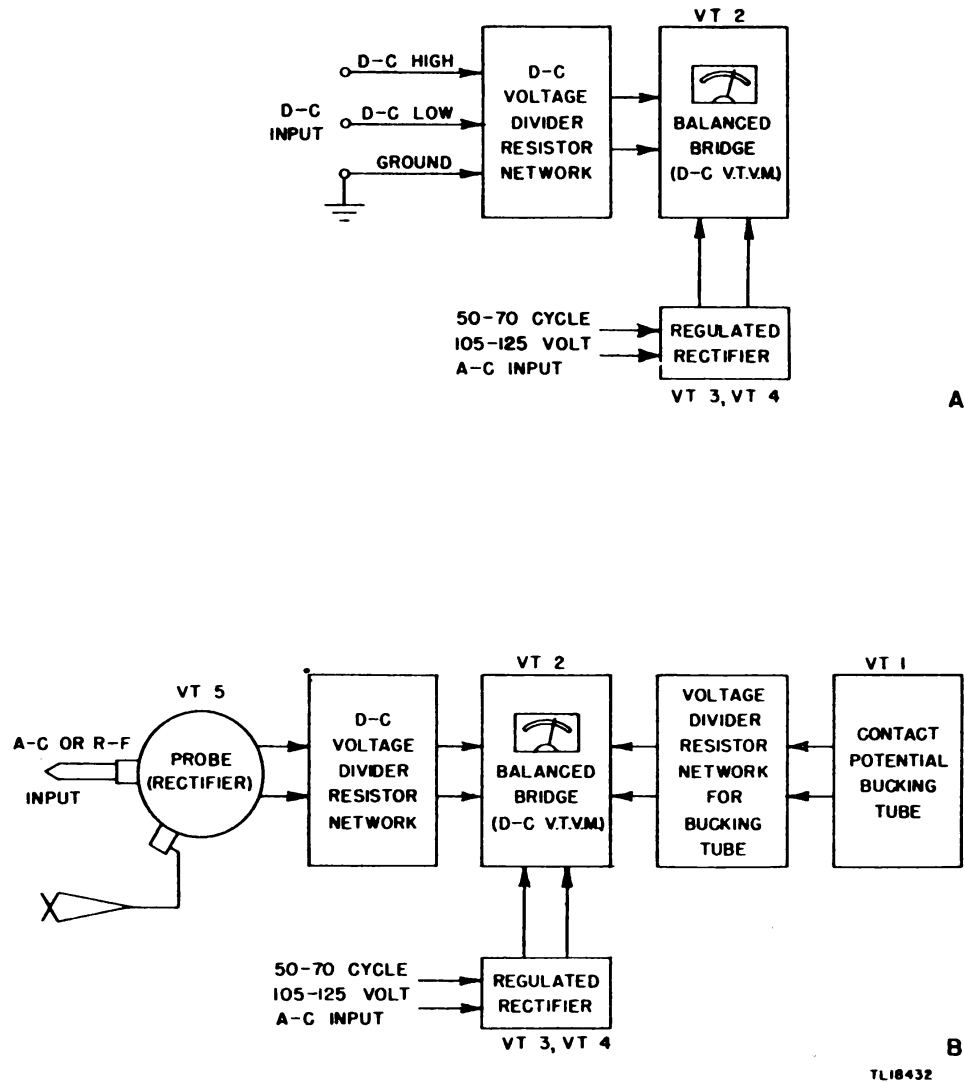 VT 2
D-C HIGH
D-C LOW
GROUND
D-C
INPUT
D-C
VOLTAGE
DIVIDER
RESISTOR
NETWORK
BALANCED
BRIDGE
(D-C V.T.V.M.)
50-70 CYCLE
105-125 VOLT
A-C INPUT
REGULATED
RECTIFIER
VT 3, VT 4
A
VT 5
A-C OR R-F
INPUT
PROBE
(RECTIFIER)
D-C
VOLTAGE
DIVIDER
RESISTOR
NETWORK
VT 2
BALANCED
BRIDGE
(D-C V.T.V.M.)
VOLTAGE
DIVIDER
RESISTOR
NETWORK
FOR
BUCKING
TUBE
VT 1
CONTACT
POTENTIAL
BUCKING
TUBE
50-70 CYCLE
105-125 VOLT
A-C INPUT
REGULATED
RECTIFIER
VT 3, VT 4
B
TL18432